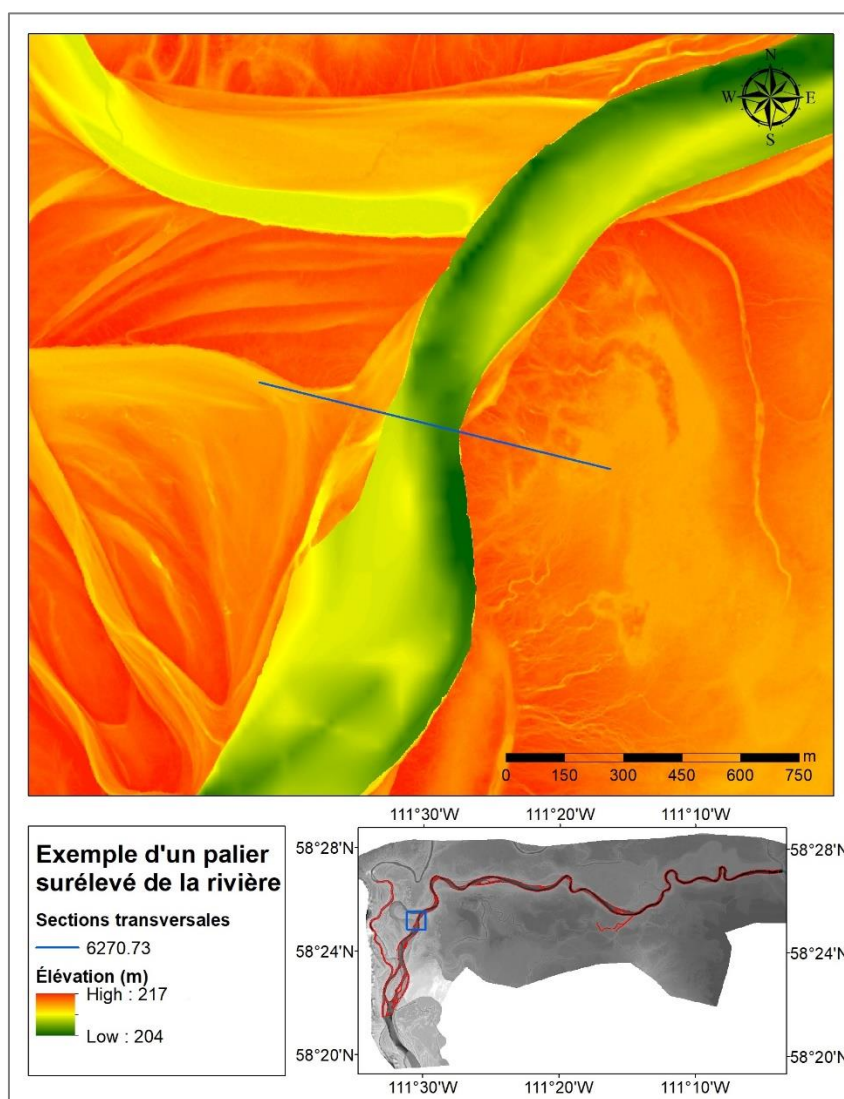 N
W E
S
m
0 150 300 450 600 750
Exemple d'un palier
surélevé de la rivière
Sections transversales
6270.73
Élévation (m)
High : 217
Low : 204
111°30'W 111°20'W 111°10'W
58°28'N 58°28'N
58°24'N 58°24'N
58°20'N 58°20'N
111°30'W 111°20'W 111°10'W